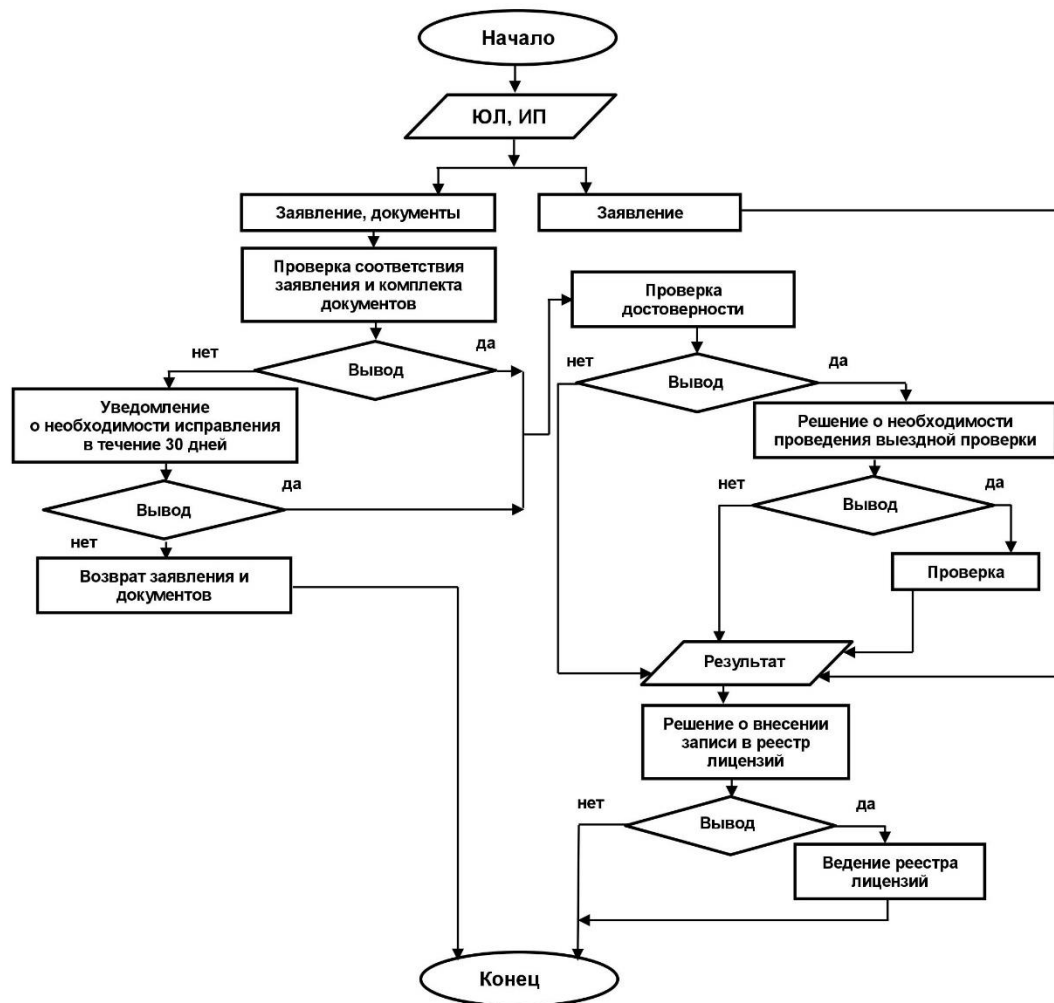 Начало
ЮЛ, ИП
Заявление, документы
Заявление
Проверка соответствия
заявления и комплекта
документов
Проверка
достоверности
нет
Вывод
да
нет
Вывод
да
Уведомление
о необходимости исправления
в течение 30 дней
Решение о необходимости
проведения выездной проверки
Вывод
да
нет
нет
Вывод
да
Возврат заявления и
документов
Проверка
Результат
Решение о внесении
записи в реестр
лицензий
нет
Вывод
да
Ведение реестра
лицензий
Конец